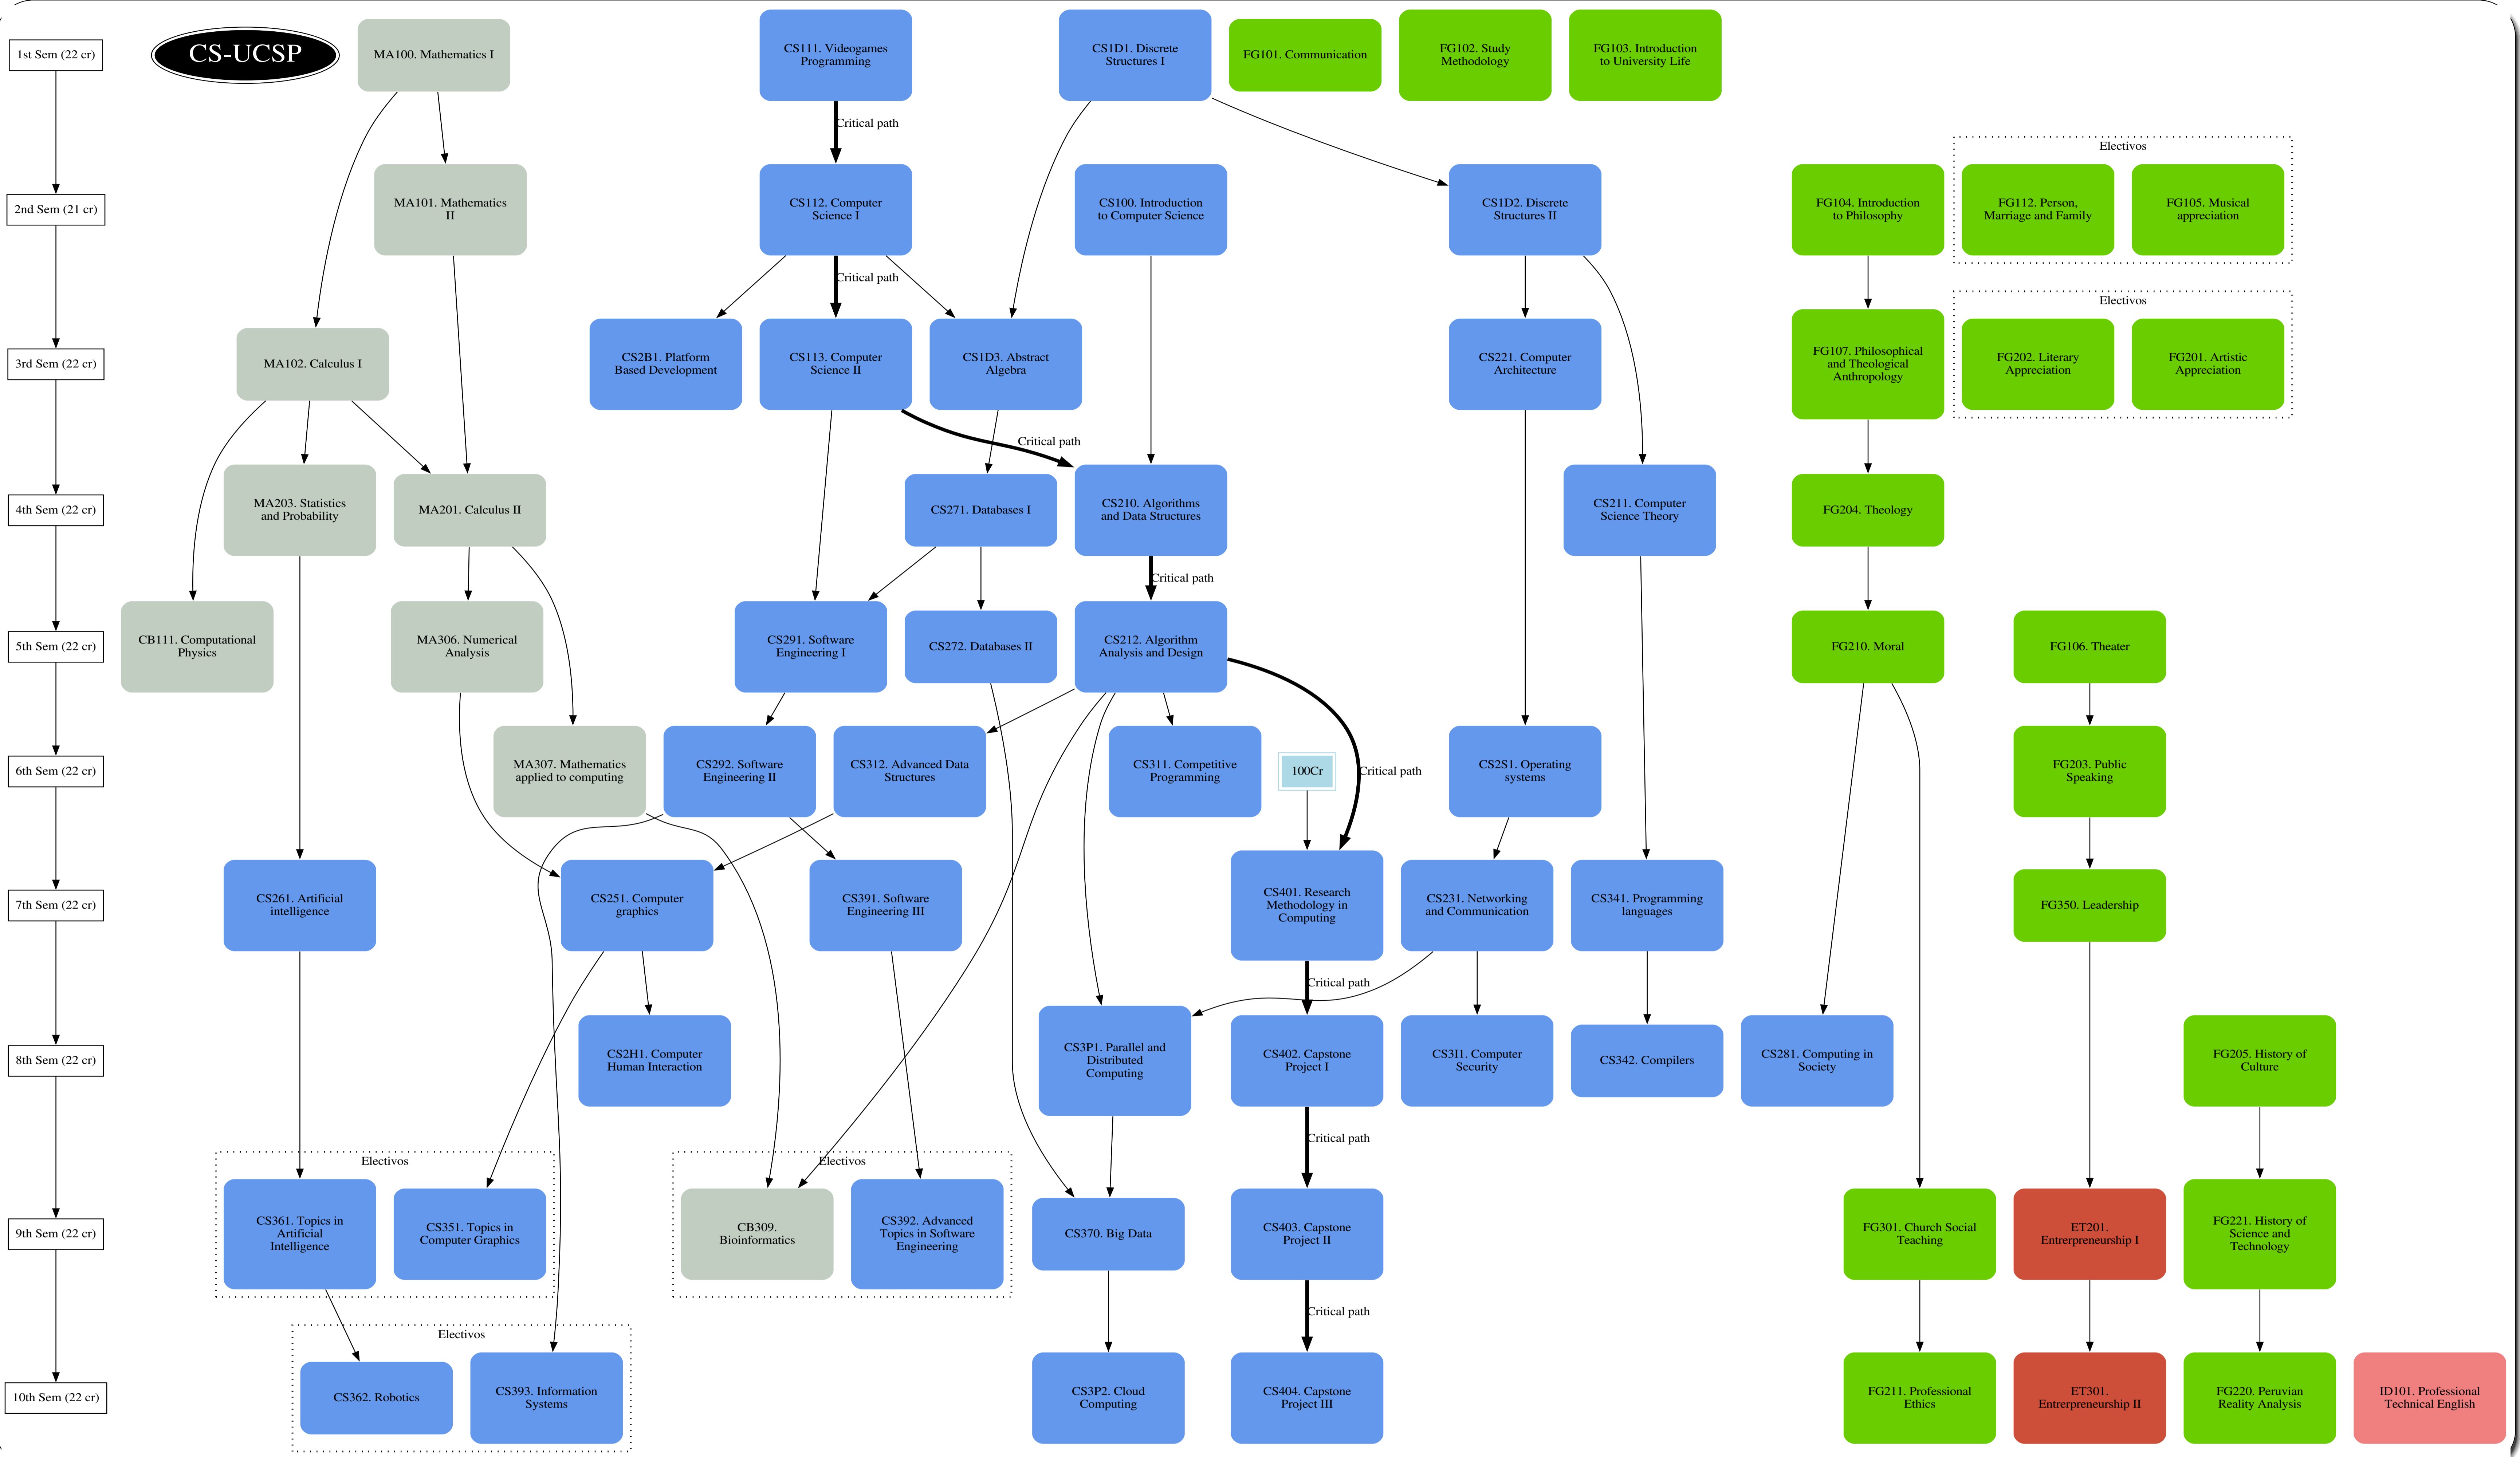 1st Sem (22 cr)
CS-UCSP
MA100. Mathematics I
CS111. Videogames
Programming
CS1D1. Discrete
Structures I
FG101. Communication
FG102. Study
Methodology
FG103. Introduction
to University Life
Critical path
2nd Sem (21 cr)
MA101. Mathematics
II
CS112. Computer
Science I
CS100. Introduction
to Computer Science
CS1D2. Discrete
Structures II
FG104. Introduction
to Philosophy
Electivos
FG112. Person,
Marriage and Family
FG105. Musical
appreciation
Critical path
3rd Sem (22 cr)
MA102. Calculus I
CS2B1. Platform
Based Development
CS113. Computer
Science II
CS1D3. Abstract
Algebra
CS221. Computer
Architecture
FG107. Philosophical
and Theological
Anthropology
Electivos
FG202. Literary
Appreciation
FG201. Artistic
Appreciation
Critical path
4th Sem (22 cr)
MA203. Statistics
and Probability
MA201. Calculus II
CS271. Databases I
CS210. Algorithms
and Data Structures
CS211. Computer
Science Theory
FG204. Theology
Critical path
5th Sem (22 cr)
CB111. Computational
Physics
MA306. Numerical
Analysis
CS291. Software
Engineering I
CS272. Databases II
CS212. Algorithm
Analysis and Design
FG210. Moral
FG106. Theater
6th Sem (22 cr)
MA307. Mathematics
applied to computing
CS292. Software
Engineering II
CS312. Advanced Data
Structures
CS311. Competitive
Programming
100Cr
Critical path
CS2S1. Operating
systems
FG203. Public
Speaking
7th Sem (22 cr)
CS261. Artificial
intelligence
CS251. Computer
graphics
CS391. Software
Engineering III
CS401. Research
Methodology in
Computing
CS231. Networking
and Communication
CS341. Programming
languages
FG350. Leadership
Critical path
8th Sem (22 cr)
CS2H1. Computer
Human Interaction
CS3P1. Parallel and
Distributed
Computing
CS402. Capstone
Project I
CS3I1. Computer
Security
CS342. Compilers
CS281. Computing in
Society
FG205. History of
Culture
Critical path
9th Sem (22 cr)
Electivos
CS361. Topics in
Artificial
Intelligence
CS351. Topics in
Computer Graphics
Electivos
CB309.
Bioinformatics
CS392. Advanced
Topics in Software
Engineering
CS370. Big Data
CS403. Capstone
Project II
FG301. Church Social
Teaching
ET201.
Entrerpreneurship I
FG221. History of
Science and
Technology
Critical path
10th Sem (22 cr)
Electivos
CS362. Robotics
CS393. Information
Systems
CS3P2. Cloud
Computing
CS404. Capstone
Project III
FG211. Professional
Ethics
ET301.
Entrerpreneurship II
FG220. Peruvian
Reality Analysis
ID101. Professional
Technical English